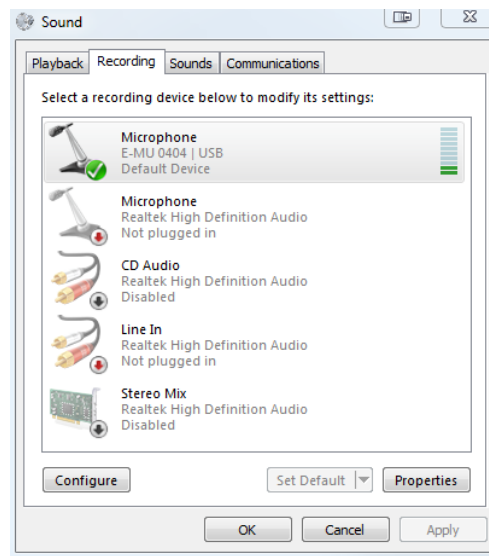 Sound
Playback Recording Sounds Communications
Select a recording device below to modify its settings:
Microphone
E-MU 0404 | USB
Default Device
Microphone
Realtek High Definition Audio
Not plugged in
CD Audio
Realtek High Definition Audio
Disabled
Line In
Realtek High Definition Audio
Not plugged in
Stereo Mix
Realtek High Definition Audio
Disabled
Configure Set Default Properties
OK Cancel Apply